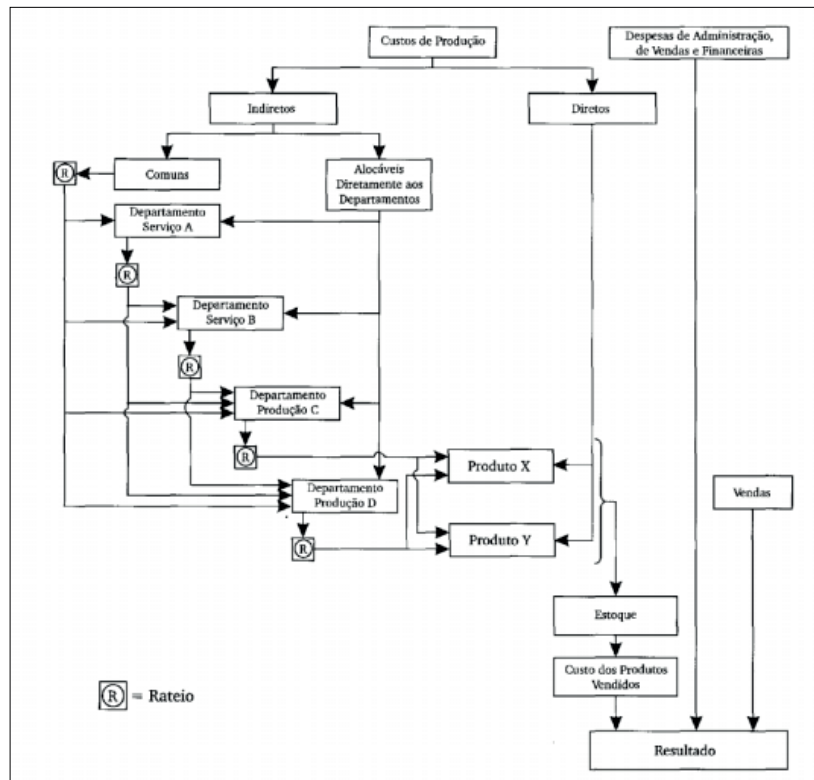 Custos de Produção
Despesas de Administração,
de Vendas e Financeiras
Indiretos
Diretos
R
Comuns
Alocáveis
Diretamente aos
Departamentos
Departamento
Serviço A
R
Departamento
Serviço B
R
Departamento
Produção C
R
Produto X
Departamento
Produção D
Vendas
R
Produto Y
Estoque
Custo dos Produtos
Vendidos
R = Rateio
Resultado